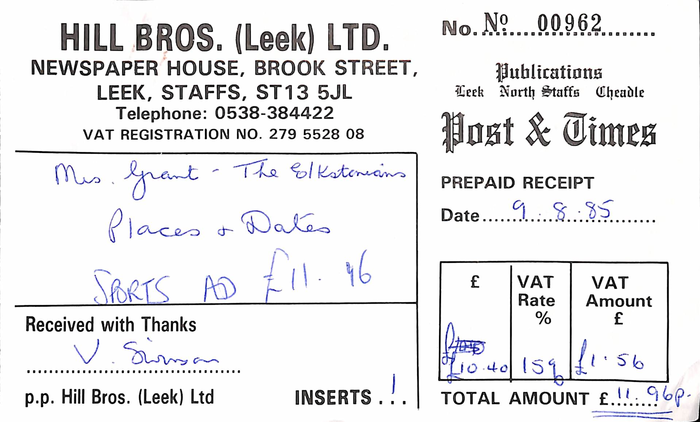 HILL BROS. (Leek) LTD.
NEWSPAPER HOUSE, BROOK STREET,
LEEK, STAFFS, ST13 5JL
Telephone: 0538-384422
VAT REGISTRATION NO. 279 5528 08
Mrs. Grant - The Elkstonians
Places & Dates
SPORTS AD £11.96
Received with Thanks
V. 
p.p. Hill Bros. (Leek) Ltd
INSERTS .1.
No. Nº 00962
Publications
Leek North Staffs Cheadle
Post & Times
PREPAID RECEIPT
Date 9.8.85
£ VAT Rate % VAT Amount £
£10.40 15% £1.56
TOTAL AMOUNT £ 11.96p.